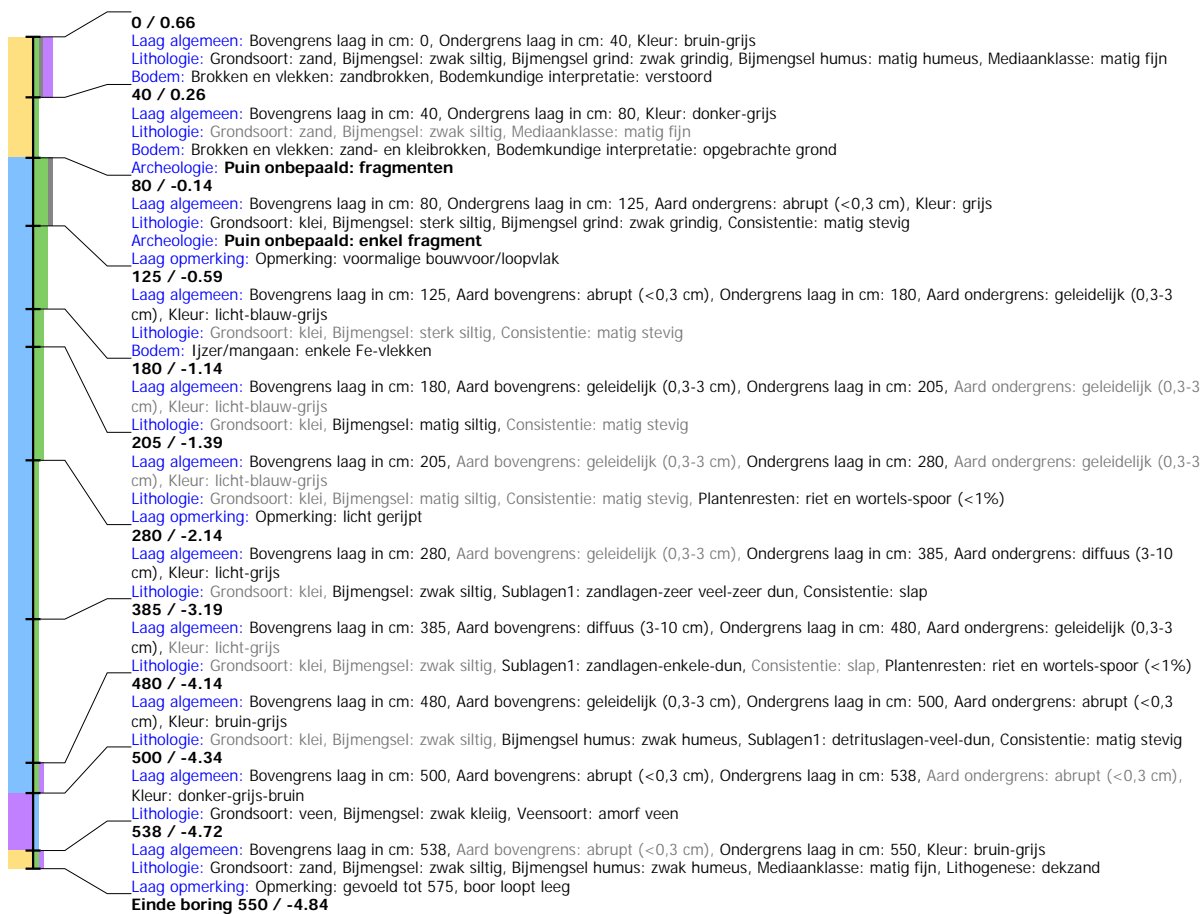 0 / 0.66
Laag algemeen: Bovengrens laag in cm: 0, Ondergrens laag in cm: 40, Kleur: bruin-grijs
Lithologie: Grondsoort: zand, Bijmengsel: zwak siltig, Bijmengsel grind: zwak grindig, Bijmengsel humus: matig humeus, Mediaanklasse: matig fijn
Bodem: Brokken en vlekken: zandbrokken, Bodemkundige interpretatie: verstoord
40 / 0.26
Laag algemeen: Bovengrens laag in cm: 40, Ondergrens laag in cm: 80, Kleur: donker-grijs
Lithologie: Grondsoort: zand, Bijmengsel: zwak siltig, Mediaanklasse: matig fijn
Bodem: Brokken en vlekken: zand- en kleibrokken, Bodemkundige interpretatie: opgebrachte grond
Archeologie: Puin onbepaald: fragmenten
80 / -0.14
Laag algemeen: Bovengrens laag in cm: 80, Ondergrens laag in cm: 125, Aard ondergrens: abrupt (<0,3 cm), Kleur: grijs
Lithologie: Grondsoort: klei, Bijmengsel: sterk siltig, Bijmengsel grind: zwak grindig, Consistentie: matig stevig
Archeologie: Puin onbepaald: enkel fragment
Laag opmerking: Opmerking: voormalige bouwvoor/loopvlak
125 / -0.59
Laag algemeen: Bovengrens laag in cm: 125, Aard bovengrens: abrupt (<0,3 cm), Ondergrens laag in cm: 180, Aard ondergrens: geleidelijk (0,3-3
cm), Kleur: licht-blauw-grijs
Lithologie: Grondsoort: klei, Bijmengsel: sterk siltig, Consistentie: matig stevig
Bodem: Ijzer/mangaan: enkele Fe-vlekken
180 / -1.14
Laag algemeen: Bovengrens laag in cm: 180, Aard bovengrens: geleidelijk (0,3-3 cm), Ondergrens laag in cm: 205, Aard ondergrens: geleidelijk (0,3-3
cm), Kleur: licht-blauw-grijs
Lithologie: Grondsoort: klei, Bijmengsel: matig siltig, Consistentie: matig stevig
205 / -1.39
Laag algemeen: Bovengrens laag in cm: 205, Aard bovengrens: geleidelijk (0,3-3 cm), Ondergrens laag in cm: 280, Aard ondergrens: geleidelijk (0,3-3
cm), Kleur: licht-blauw-grijs
Lithologie: Grondsoort: klei, Bijmengsel: matig siltig, Consistentie: matig stevig, Plantenresten: riet en wortels-spoor (<1%)
Laag opmerking: Opmerking: licht gerijpt
280 / -2.14
Laag algemeen: Bovengrens laag in cm: 280, Aard bovengrens: geleidelijk (0,3-3 cm), Ondergrens laag in cm: 385, Aard ondergrens: diffuus (3-10
cm), Kleur: licht-grijs
Lithologie: Grondsoort: klei, Bijmengsel: zwak siltig, Sublagen1: zandlagen-zeer veel-zeer dun, Consistentie: slap
385 / -3.19
Laag algemeen: Bovengrens laag in cm: 385, Aard bovengrens: diffuus (3-10 cm), Ondergrens laag in cm: 480, Aard ondergrens: geleidelijk (0,3-3
cm), Kleur: licht-grijs
Lithologie: Grondsoort: klei, Bijmengsel: zwak siltig, Sublagen1: zandlagen-enkele-dun, Consistentie: slap, Plantenresten: riet en wortels-spoor (<1%)
480 / -4.14
Laag algemeen: Bovengrens laag in cm: 480, Aard bovengrens: geleidelijk (0,3-3 cm), Ondergrens laag in cm: 500, Aard ondergrens: abrupt (<0,3
cm), Kleur: bruin-grijs
Lithologie: Grondsoort: klei, Bijmengsel: zwak siltig, Bijmengsel humus: zwak humeus, Sublagen1: detrituslagen-veel-dun, Consistentie: matig stevig
500 / -4.34
Laag algemeen: Bovengrens laag in cm: 500, Aard bovengrens: abrupt (<0,3 cm), Ondergrens laag in cm: 538, Aard ondergrens: abrupt (<0,3 cm),
Kleur: donker-grijs-bruin
Lithologie: Grondsoort: veen, Bijmengsel: zwak kleiig, Veensoort: amorf veen
538 / -4.72
Laag algemeen: Bovengrens laag in cm: 538, Aard bovengrens: abrupt (<0,3 cm), Ondergrens laag in cm: 550, Kleur: bruin-grijs
Lithologie: Grondsoort: zand, Bijmengsel: zwak siltig, Bijmengsel humus: zwak humeus, Mediaanklasse: matig fijn, Lithogenese: dekzand
Laag opmerking: Opmerking: gevoeld tot 575, boor loopt leeg
Einde boring 550 / -4.84